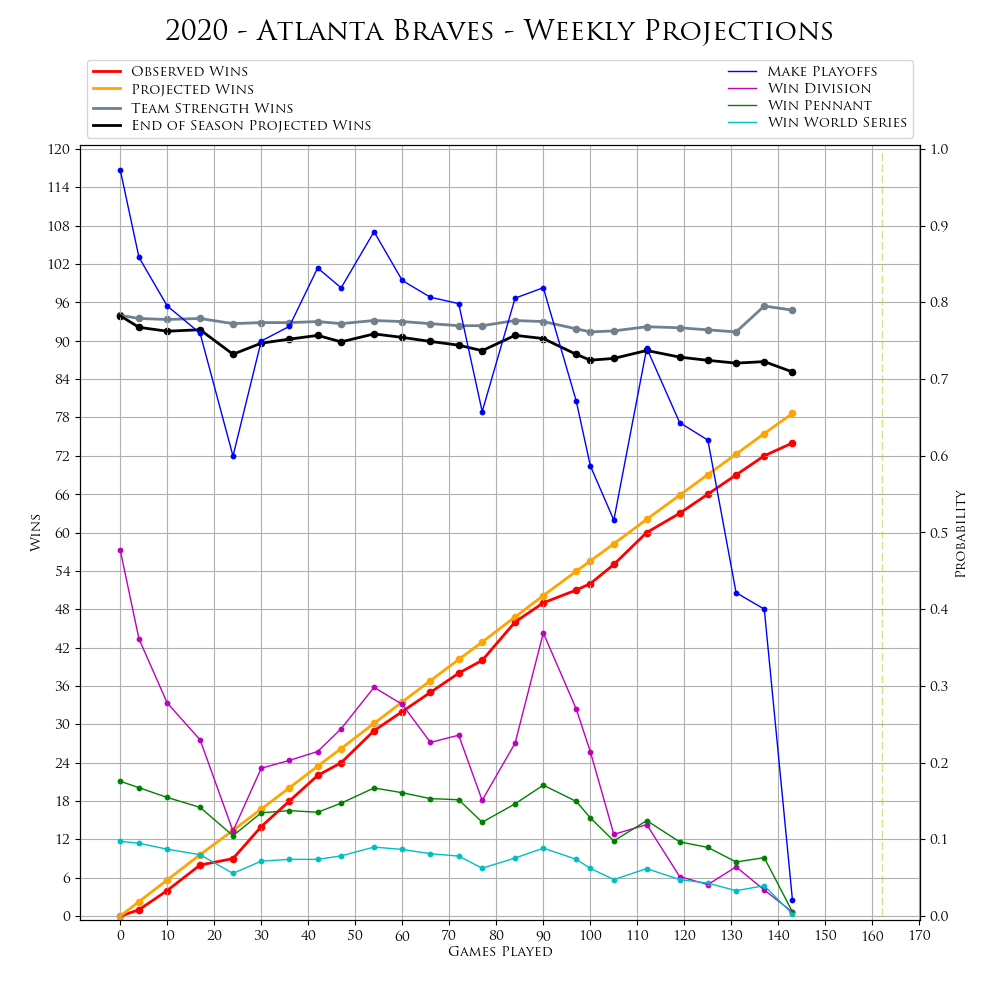 2020 - Atlanta Braves - Weekly Projections
Observed Wins
Projected Wins
Team Strength Wins
End of Season Projected Wins
Make Playoffs
Win Division
Win Pennant
Win World Series
120
114
108
102
96
90
84
78
72
66
60
54
48
42
36
30
24
18
12
6
0
Wins
1.0
0.9
0.8
0.7
0.6
0.5
0.4
0.3
0.2
0.1
0.0
Probability
0 10 20 30 40 50 60 70 80 90 100 110 120 130 140 150 160 170
Games Played